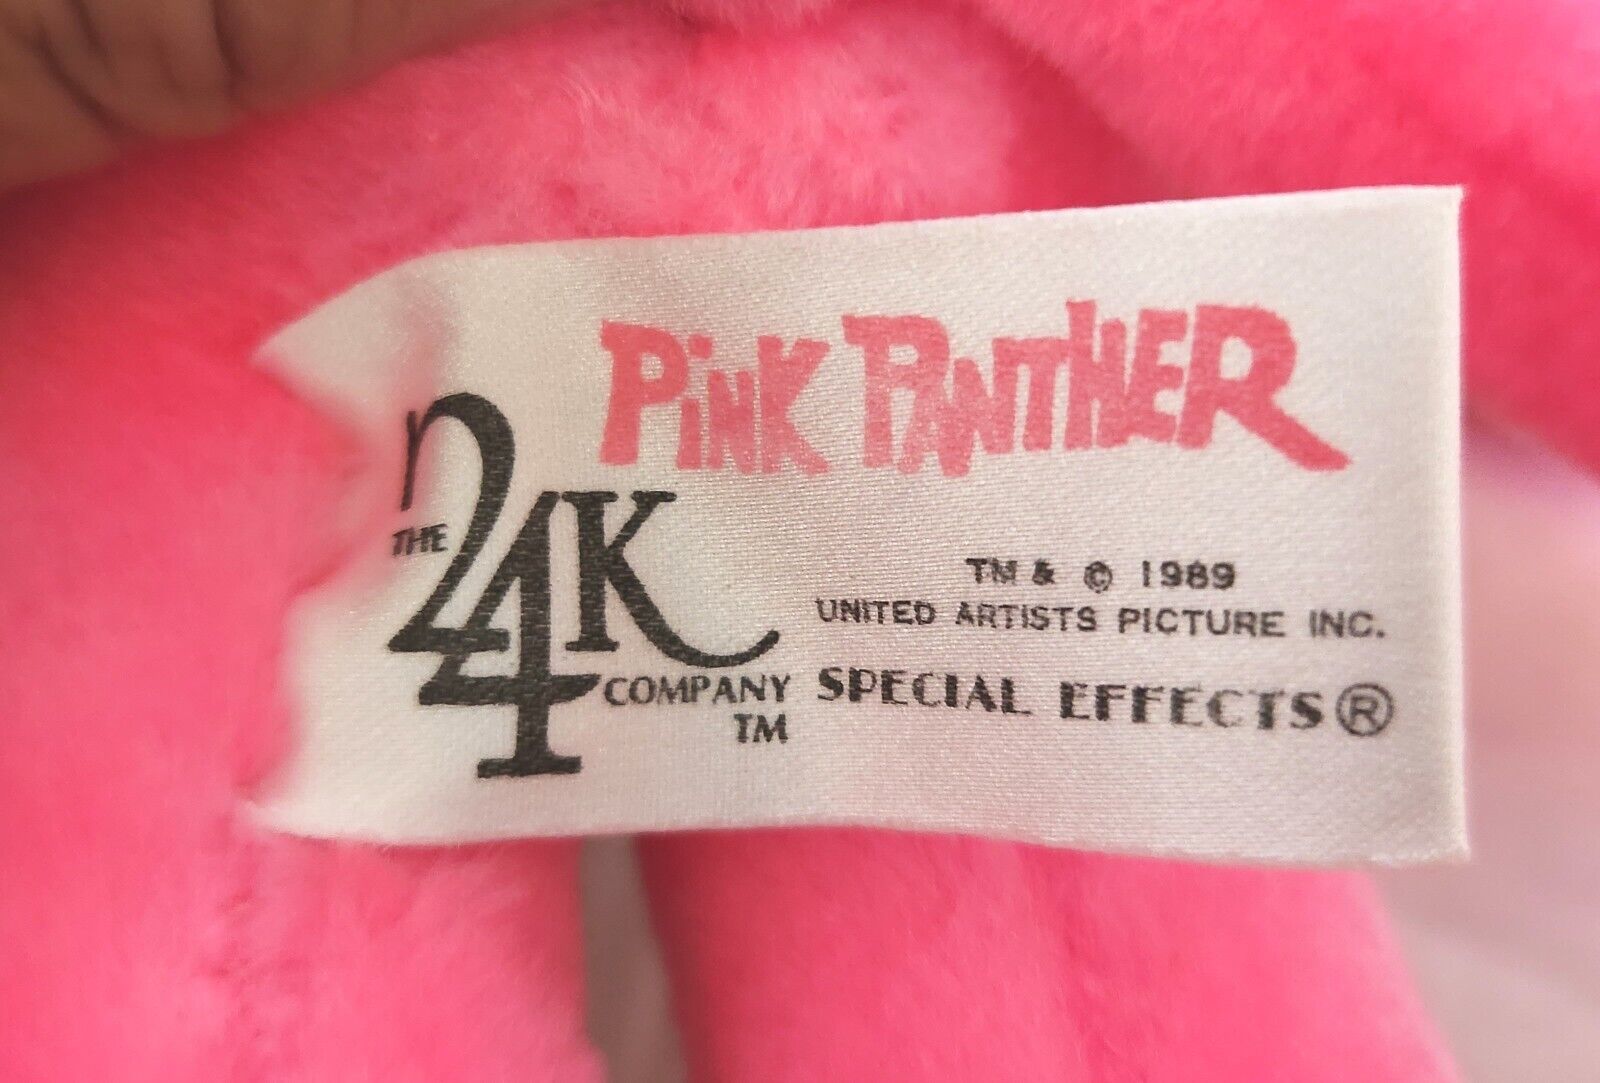 PINK PANTHER
THE
24K
COMPANY
TM
TM & © 1989
UNITED ARTISTS PICTURE INC.
SPECIAL EFFECTS®